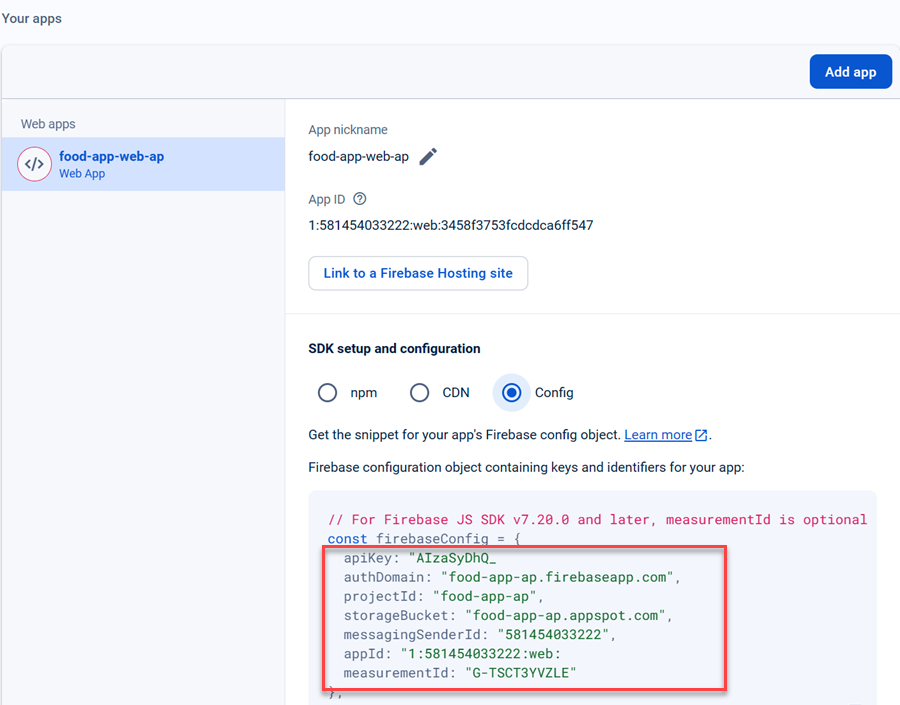 Your apps
Add app
Web apps
food-app-web-ap
Web App
App nickname
food-app-web-ap
App ID
1:581454033222:web:3458f3753fcdcdca6ff547
Link to a Firebase Hosting site
SDK setup and configuration
npm
CDN
Config
Get the snippet for your app's Firebase config object. Learn more.
Firebase configuration object containing keys and identifiers for your app:
// For Firebase JS SDK v7.20.0 and later, measurementId is optional
const firebaseConfig = {
apiKey: "AIzaSyDhQ_
authDomain: "food-app-ap.firebaseapp.com",
projectId: "food-app-ap",
storageBucket: "food-app-ap.appspot.com",
messagingSenderId: "581454033222",
appId: "1:581454033222:web:
measurementId: "G-TSCT3YVZLE"
};